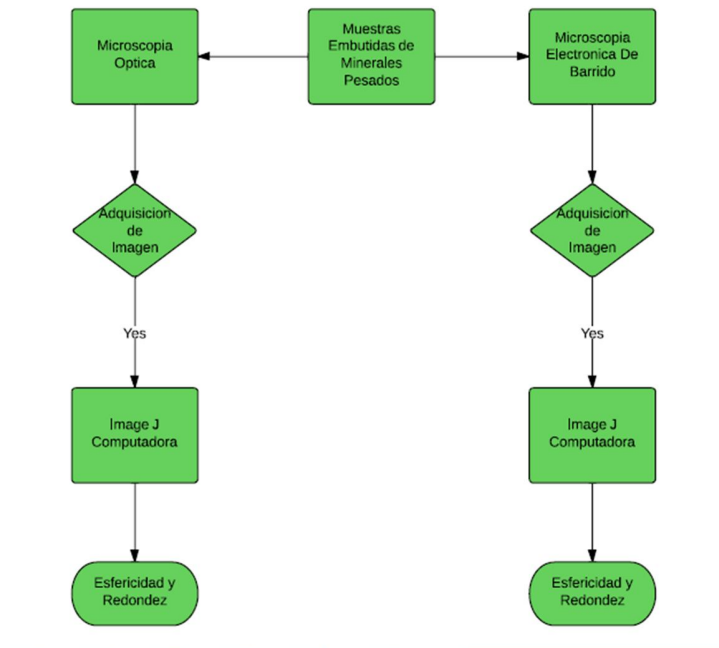 Microscopia
Optica
Muestras
Embutidas de
Minerales
Pesados
Microscopia
Electronica De
Barrido
Adquisicion
de
Imagen
Adquisicion
de
Imagen
Yes
Yes
Image J
Computadora
Image J
Computadora
Esfericidad y
Redondez
Esfericidad y
Redondez